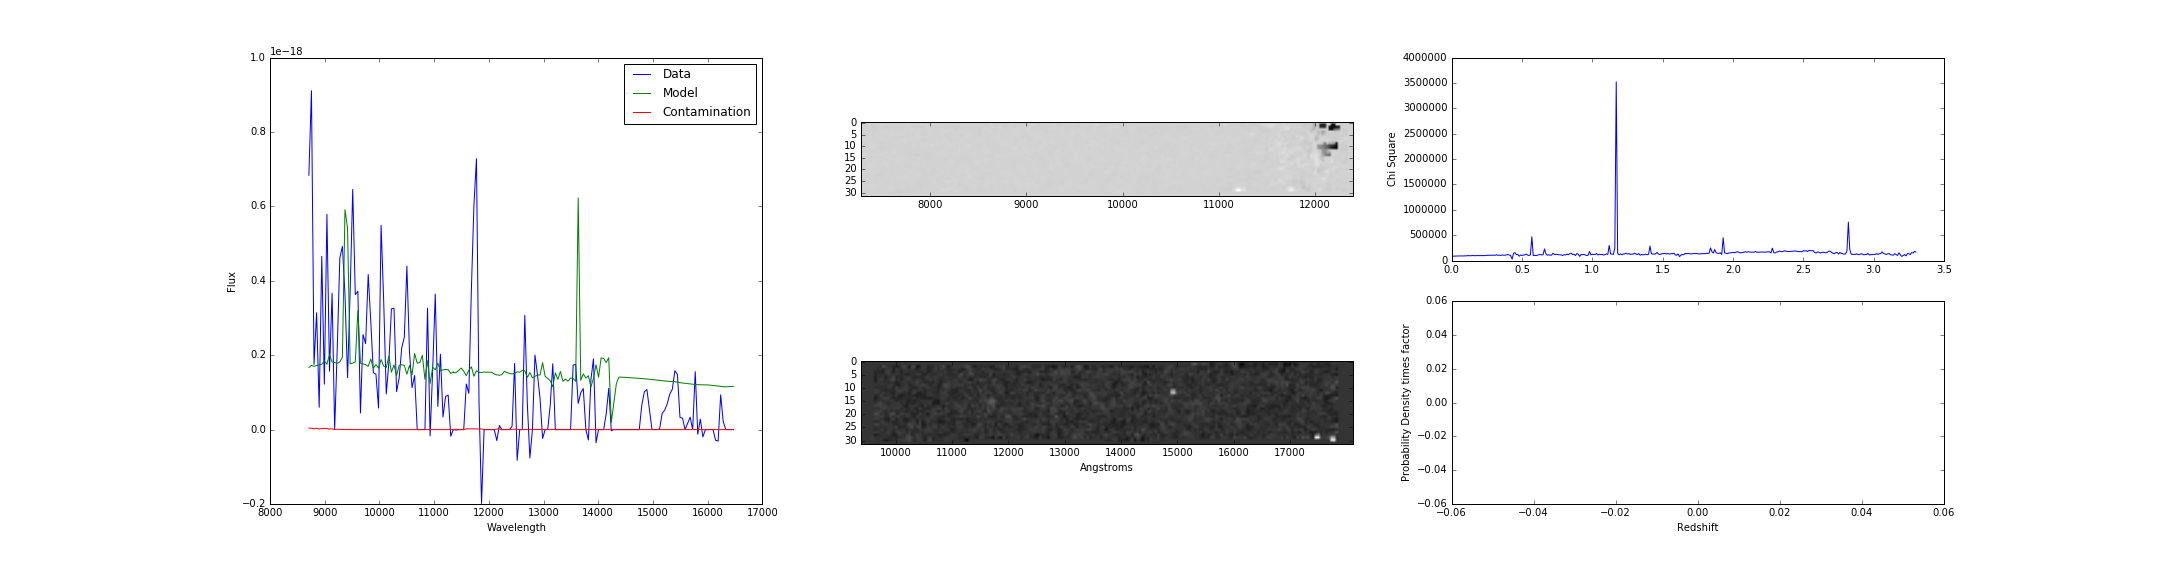 1e−18
1.0
0.8
0.6
0.4
0.2
0.0
−0.2
Flux
8000 9000 10000 11000 12000 13000 14000 15000 16000 17000
Wavelength
Data
Model
Contamination
0
5
10
15
20
25
30
8000 9000 10000 11000 12000
0
5
10
15
20
25
30
10000 11000 12000 13000 14000 15000 16000 17000
Angstroms
4000000
3500000
3000000
2500000
2000000
1500000
1000000
500000
0
Chi Square
0.0 0.5 1.0 1.5 2.0 2.5 3.0 3.5
0.06
0.04
0.02
0.00
−0.02
−0.04
−0.06
Probability Density times factor
−0.06 −0.04 −0.02 0.00 0.02 0.04 0.06
Redshift